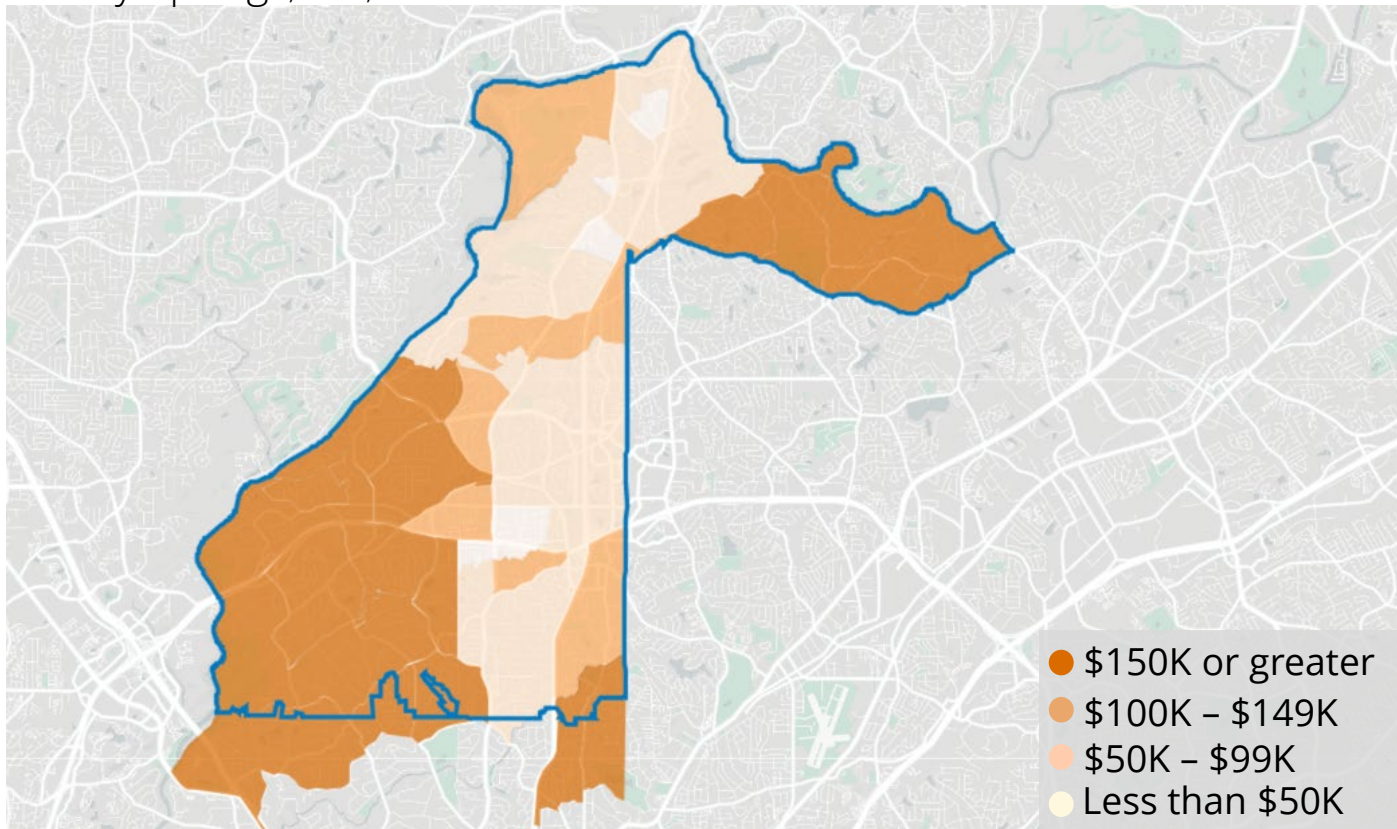 $150K or greater
$100K – $149K
$50K – $99K
Less than $50K